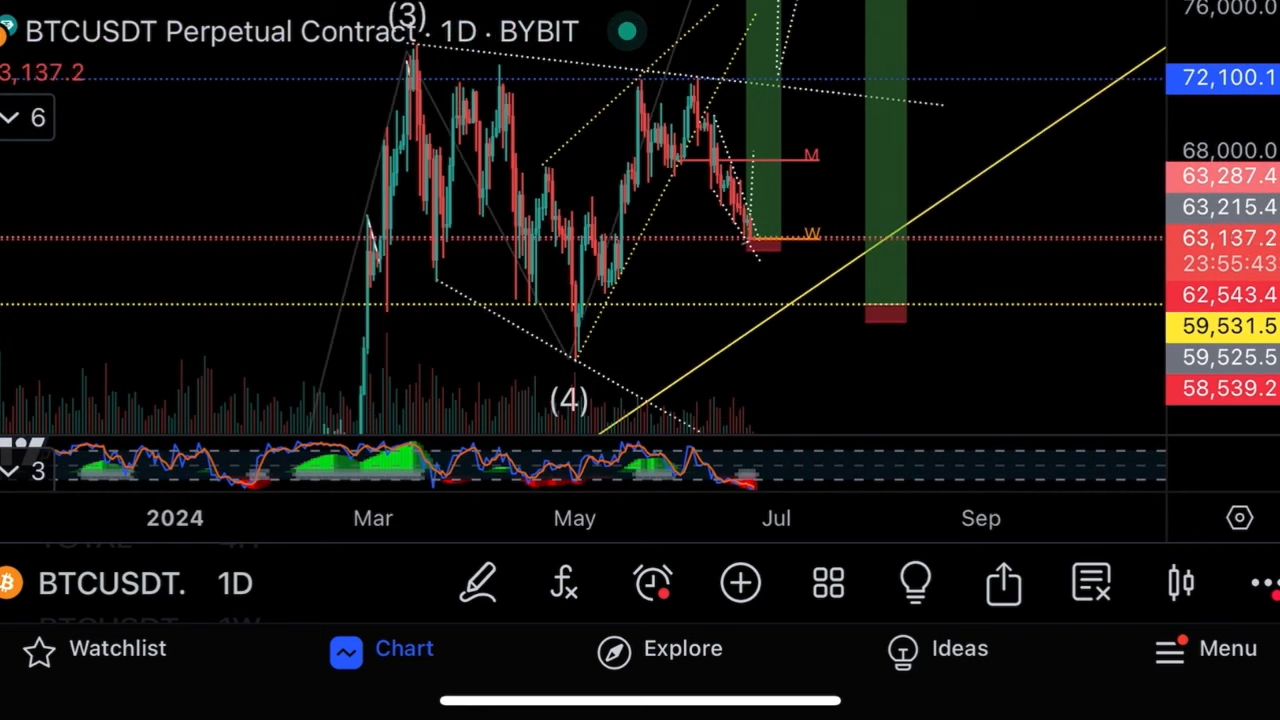 (3)
BTCUSDT Perpetual Contract · 1D · BYBIT
76,000.0
3,137.2
72,100.1
6
M
68,000.0
63,287.4
63,215.4
W
63,137.2
23:55:43
62,543.4
59,531.5
59,525.5
58,539.2
(4)
3
2024 Mar May Jul Sep
BTCUSDT. 1D
Watchlist Chart Explore Ideas Menu